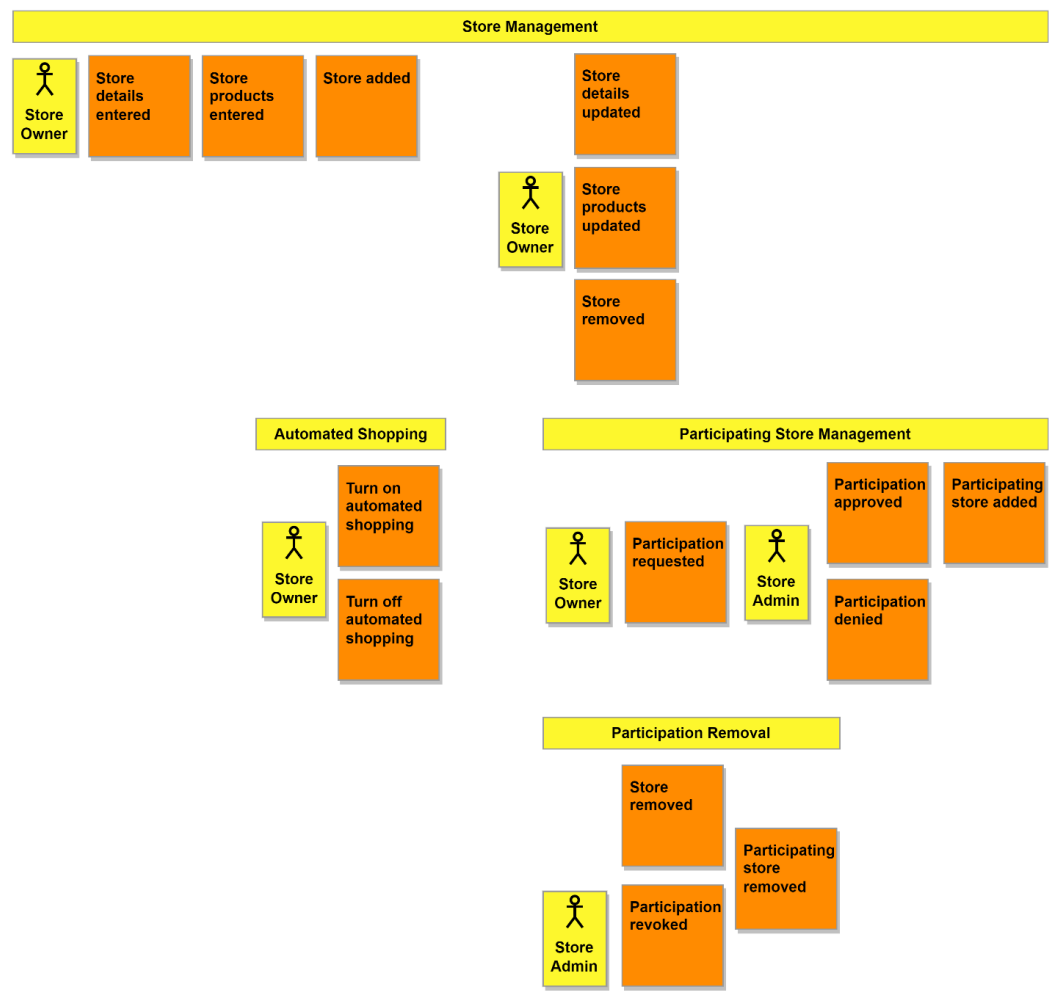 Store Management
Store
Owner
Store
details
entered
Store
products
entered
Store added
Store
details
updated
Store
Owner
Store
products
updated
Store
removed
Automated Shopping
Store
Owner
Turn on
automated
shopping
Turn off
automated
shopping
Participating Store Management
Store
Owner
Participation
requested
Store
Admin
Participation
approved
Participating
store added
Participation
denied
Participation Removal
Store
removed
Participating
store
removed
Store
Admin
Participation
revoked